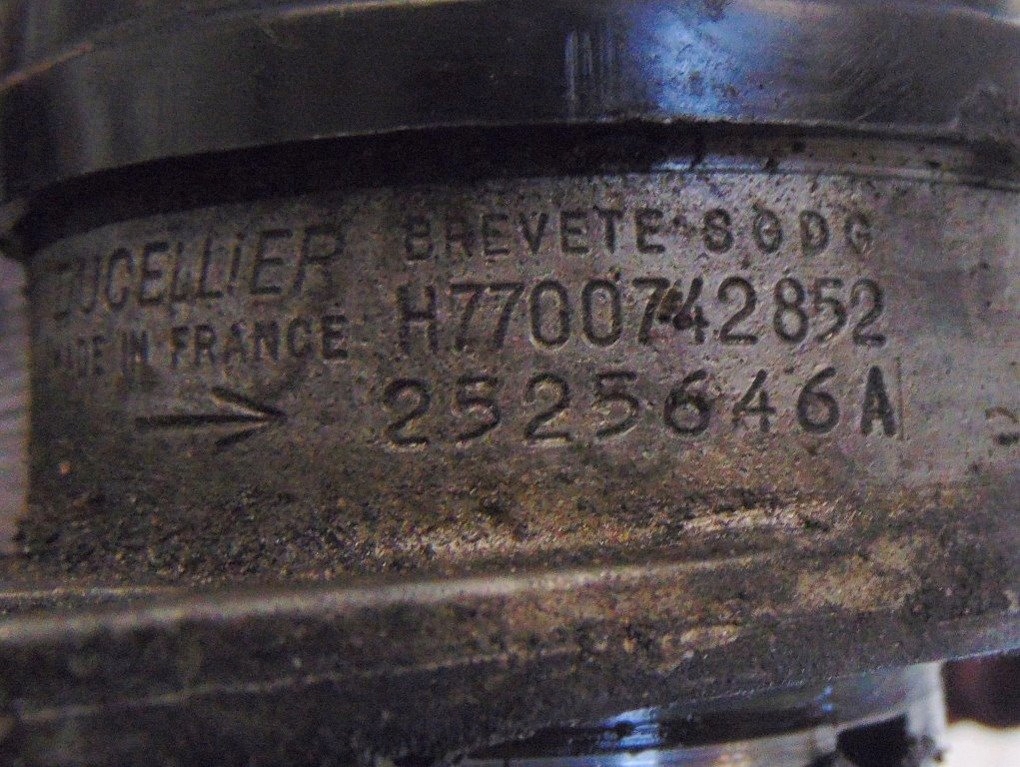 DUCELLiER BREVETE SGDG
MADE IN FRANCE H7700742852
→ 2525646A